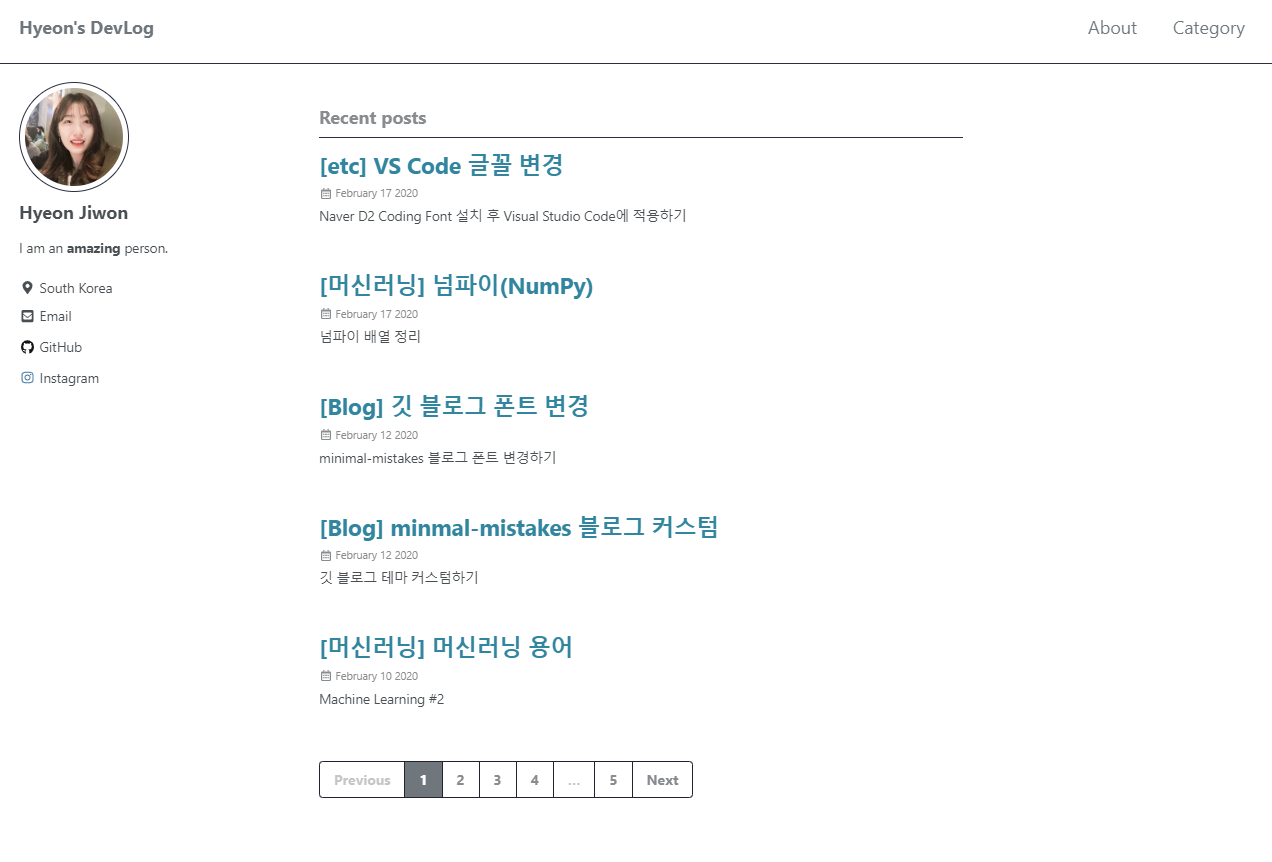 Hyeon's DevLog
About Category
Hyeon Jiwon
I am an amazing person.
South Korea
Email
GitHub
Instagram
Recent posts
[etc] VS Code 글꼴 변경
February 17 2020
Naver D2 Coding Font 설치 후 Visual Studio Code에 적용하기
[머신러닝] 넘파이(NumPy)
February 17 2020
넘파이 배열 정리
[Blog] 깃 블로그 폰트 변경
February 12 2020
minimal-mistakes 블로그 폰트 변경하기
[Blog] minmal-mistakes 블로그 커스텀
February 12 2020
깃 블로그 테마 커스텀하기
[머신러닝] 머신러닝 용어
February 10 2020
Machine Learning #2
Previous 1 2 3 4 … 5 Next